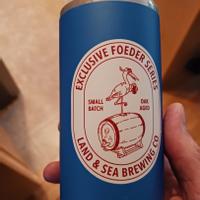 EXCLUSIVE FOEDER SERIES
SMALL
BATCH
OAK
AGED
LAND & SEA BREWING CO